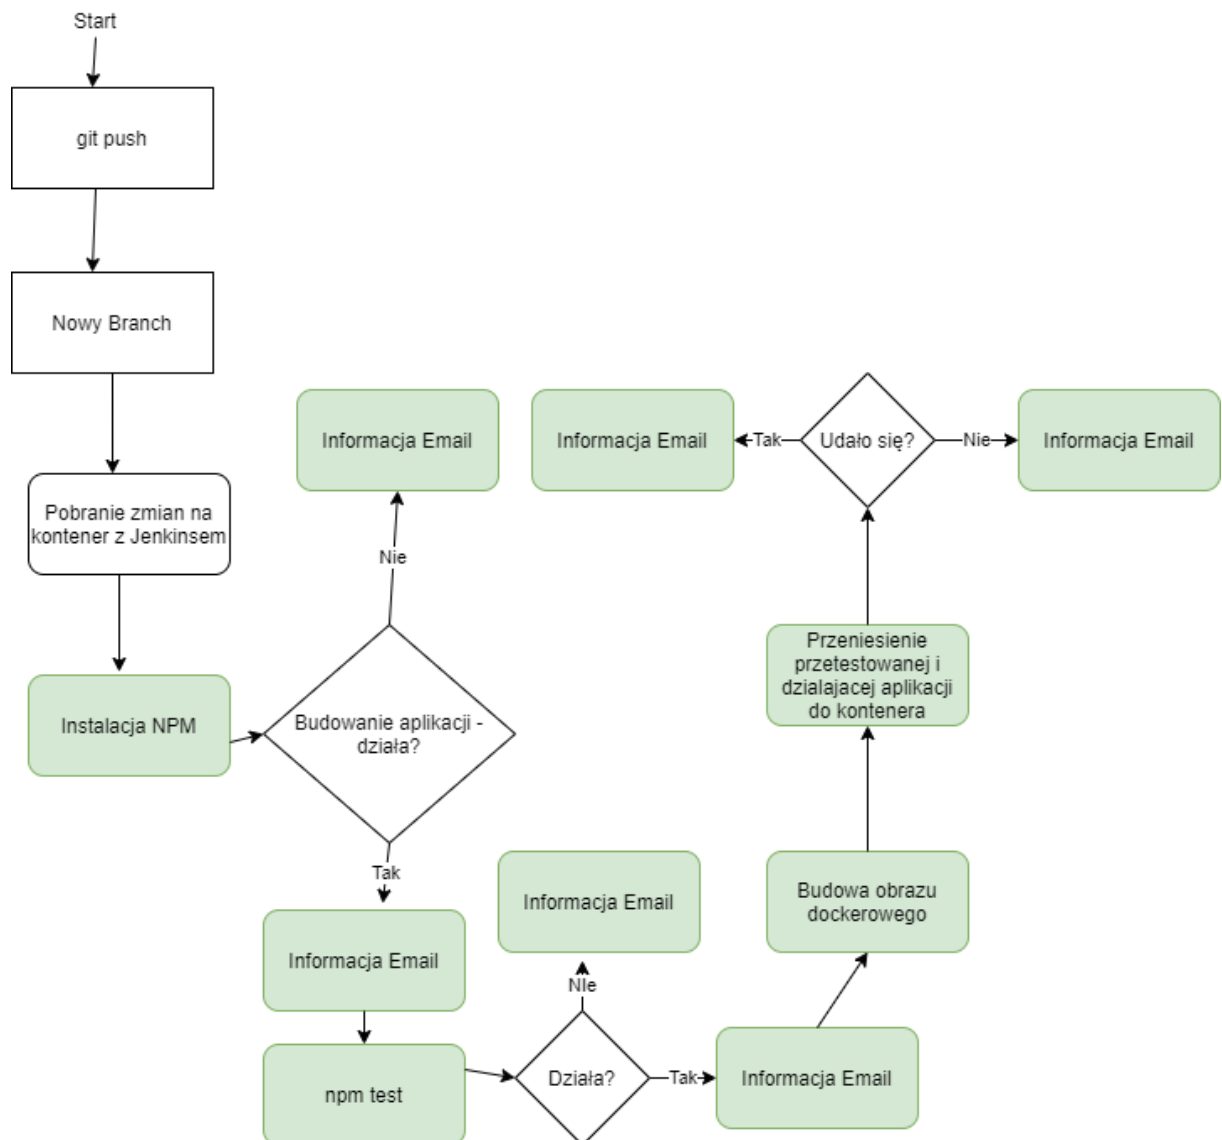 Start
git push
Nowy Branch
Pobranie zmian na
kontener z Jenkinsem
Instalacja NPM
Budowanie aplikacji -
działa?
Nie
Informacja Email
Tak
Informacja Email
npm test
Działa?
NIe
Informacja Email
Tak
Informacja Email
Budowa obrazu
dockerowego
Przeniesienie
przetestowanej i
dzialajacej aplikacji
do kontenera
Udało się?
Tak
Informacja Email
Nie
Informacja Email